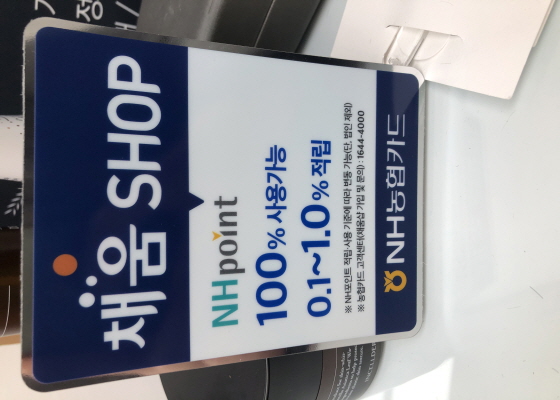 채움 SHOP
NHpoint
100% 사용가능
0.1~1.0% 적립
※ NH포인트 적립·사용 기준에 따라 변동 가능(단, 법인 제외)
※ 농협카드 고객센터(채움샵 가입 및 문의) : 1644-4000
NH농협카드